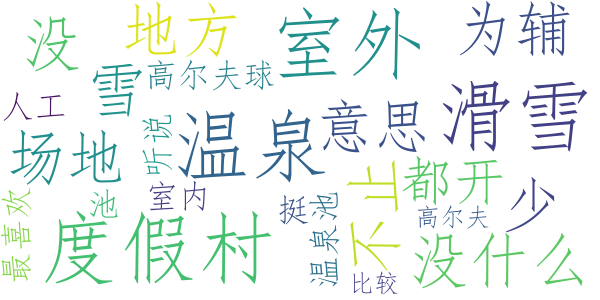 没
地方
室外
为辅
雪
高尔夫球
滑雪
人工
意思
场地
听说
温泉
不止
都开
最喜欢
池
室内
挺
温泉池
高尔夫
少
度假村
没什么
比较